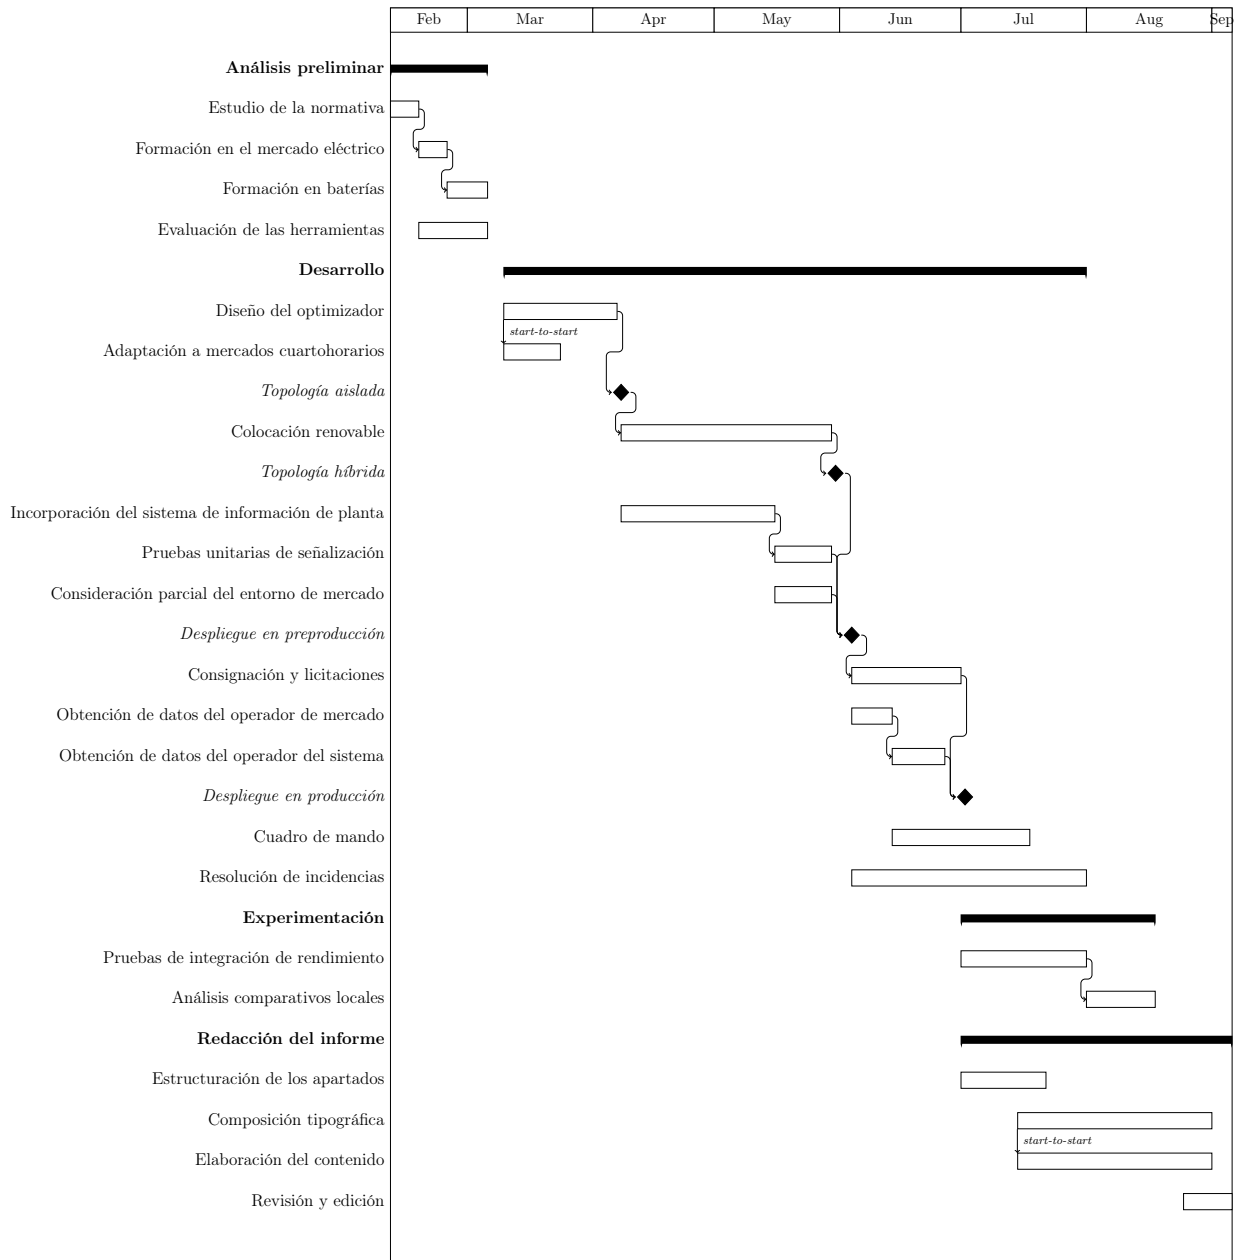 Feb Mar Apr May Jun Jul Aug Sep
Análisis preliminar
Estudio de la normativa
Formación en el mercado eléctrico
Formación en baterías
Evaluación de las herramientas
Desarrollo
Diseño del optimizador
start-to-start
Adaptación a mercados cuartohorarios
Topología aislada
Colocación renovable
Topología híbrida
Incorporación del sistema de información de planta
Pruebas unitarias de señalización
Consideración parcial del entorno de mercado
Despliegue en preproducción
Consignación y licitaciones
Obtención de datos del operador de mercado
Obtención de datos del operador del sistema
Despliegue en producción
Cuadro de mando
Resolución de incidencias
Experimentación
Pruebas de integración de rendimiento
Análisis comparativos locales
Redacción del informe
Estructuración de los apartados
Composición tipográfica
start-to-start
Elaboración del contenido
Revisión y edición